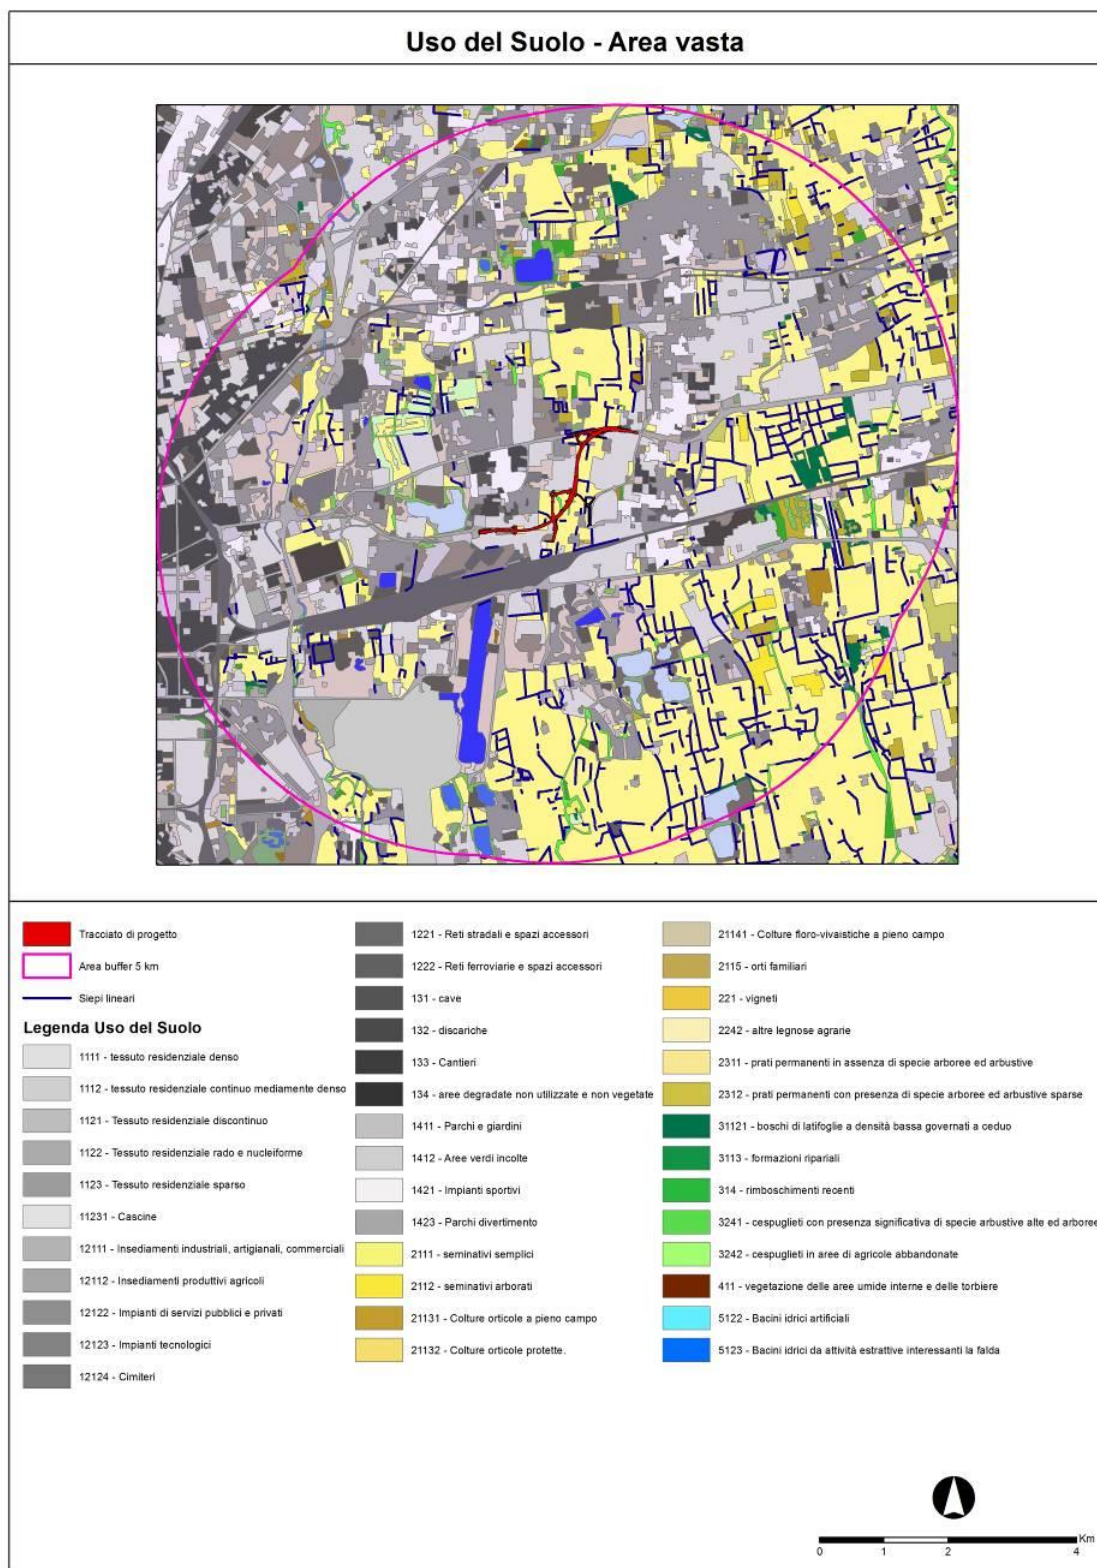 Uso del Suolo - Area vasta
Tracciato di progetto
Area buffer 5 km
Siepi lineari
Legenda Uso del Suolo
1111 - tessuto residenziale denso
1112 - tessuto residenziale continuo mediamente denso
1121 - Tessuto residenziale discontinuo
1122 - Tessuto residenziale rado e nucleiforme
1123 - Tessuto residenziale sparso
11231 - Cascine
12111 - Insediamenti industriali, artigianali, commerciali
12112 - Insediamenti produttivi agricoli
12122 - Impianti di servizi pubblici e privati
12123 - Impianti tecnologici
12124 - Cimiteri
1221 - Reti stradali e spazi accessori
1222 - Reti ferroviarie e spazi accessori
131 - cave
132 - discariche
133 - Cantieri
134 - aree degradate non utilizzate e non vegetate
1411 - Parchi e giardini
1412 - Aree verdi incolte
1421 - Impianti sportivi
1423 - Parchi divertimento
2111 - seminativi semplici
2112 - seminativi arborati
21131 - Colture orticole a pieno campo
21132 - Colture orticole protette.
21141 - Colture floro-vivaistiche a pieno campo
2115 - orti familiari
221 - vigneti
2242 - altre legnose agrarie
2311 - prati permanenti in assenza di specie arboree ed arbustive
2312 - prati permanenti con presenza di specie arboree ed arbustive sparse
31121 - boschi di latifoglie a densità bassa governati a ceduo
3113 - formazioni ripariali
314 - rimboschimenti recenti
3241 - cespuglieti con presenza significativa di specie arbustive alte ed arboree
3242 - cespuglieti in aree di agricole abbandonate
411 - vegetazione delle aree umide interne e delle torbiere
5122 - Bacini idrici artificiali
5123 - Bacini idrici da attività estrattive interessanti la falda
Km
0 1 2 4